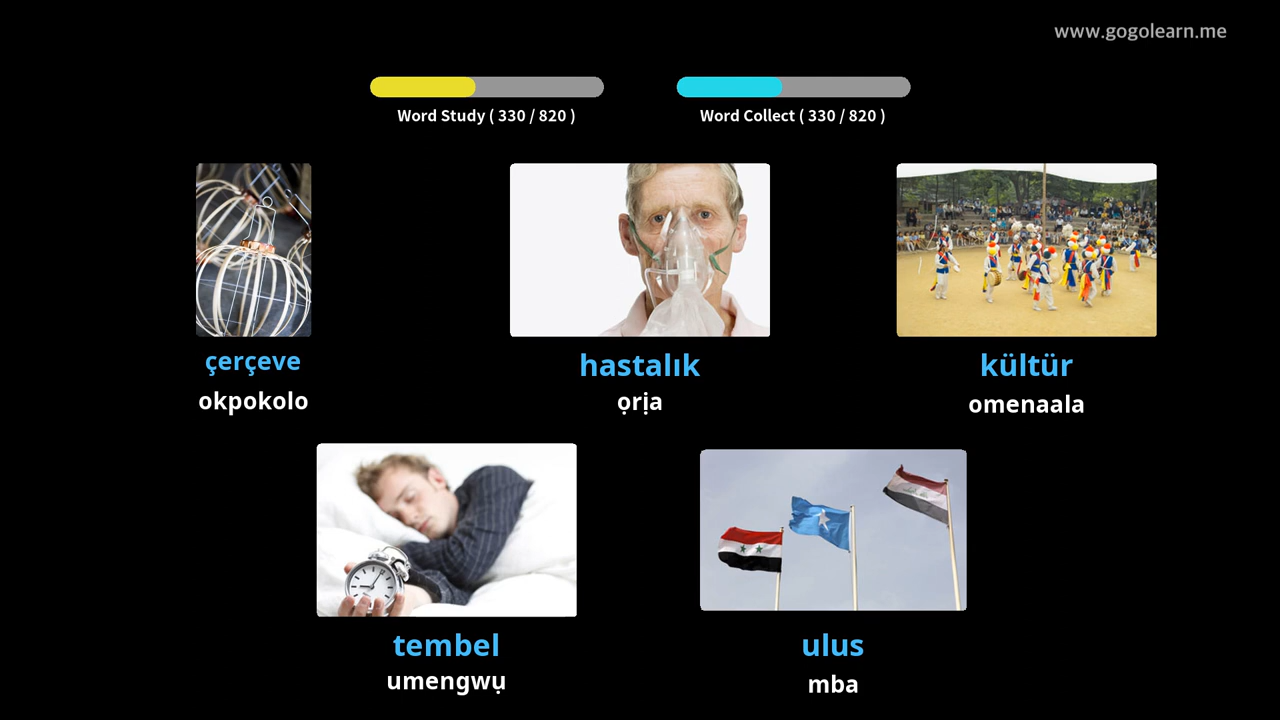 www.gogolearn.me
Word Study ( 330 / 820 )
Word Collect ( 330 / 820 )
çerçeve
hastalık
kültür
okpokolo
ọrịa
omenaala
tembel
ulus
umengwụ
mba